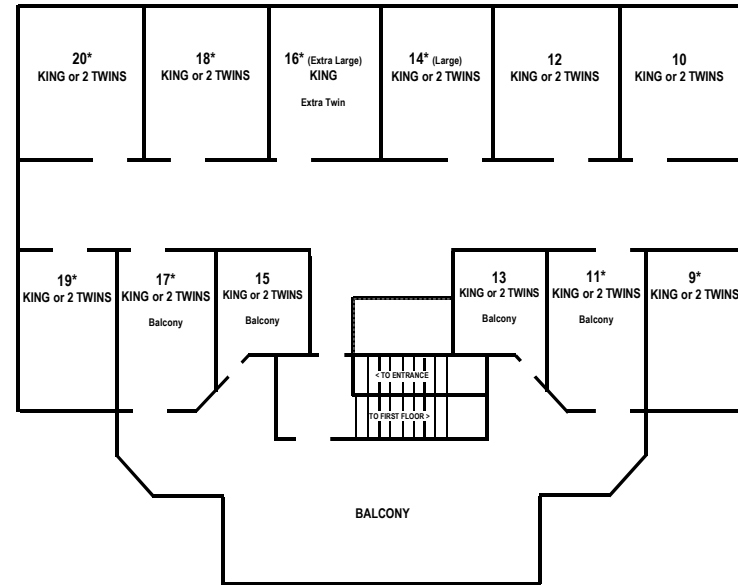 20*
KING or 2 TWINS
18*
KING or 2 TWINS
16* (Extra Large)
KING
Extra Twin
14* (Large)
KING or 2 TWINS
12
KING or 2 TWINS
10
KING or 2 TWINS
19*
KING or 2 TWINS
17*
KING or 2 TWINS
Balcony
15
KING or 2 TWINS
Balcony
13
KING or 2 TWINS
Balcony
11*
KING or 2 TWINS
Balcony
9*
KING or 2 TWINS
< TO ENTRANCE
TO FIRST FLOOR >
BALCONY